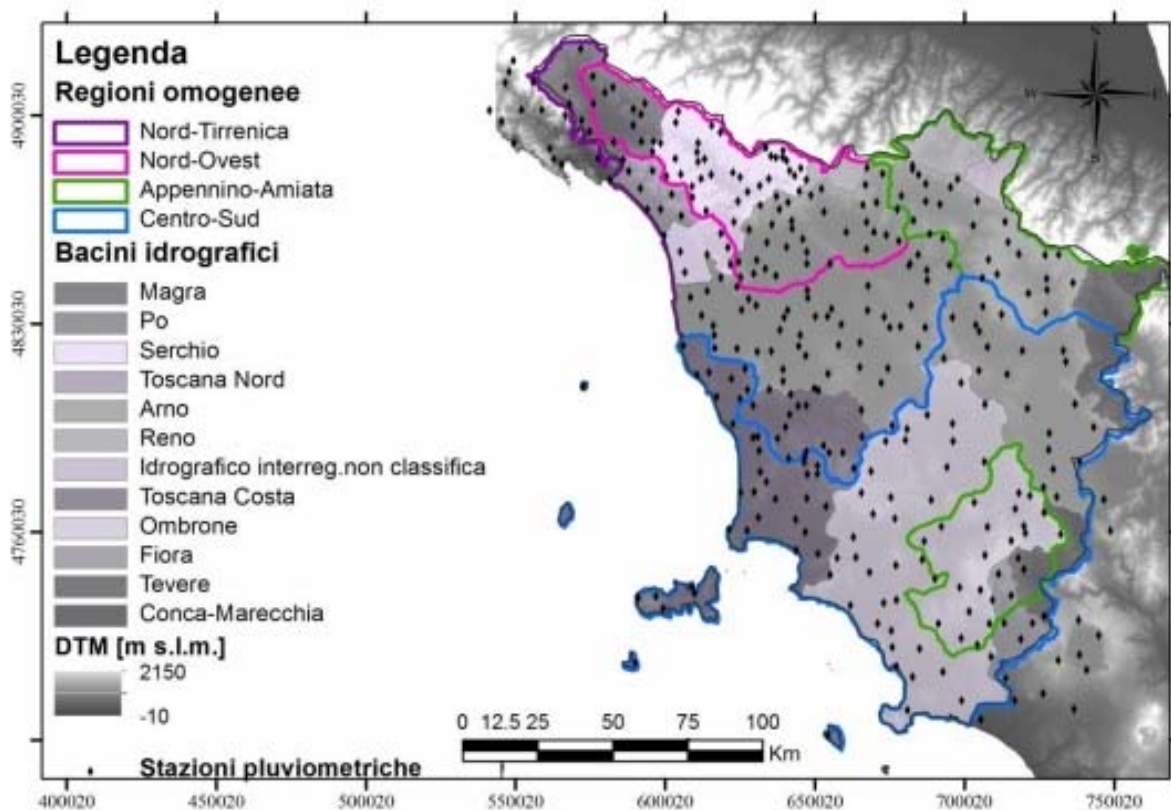 Legenda
Regioni omogenee
Nord-Tirrenica
Nord-Ovest
Appennino-Amiata
Centro-Sud
Bacini idrografici
Magra
Po
Serchio
Toscana Nord
Arno
Reno
Idrografico interreg.non classifica
Toscana Costa
Ombrone
Fiora
Tevere
Conca-Marecchia
DTM [m s.l.m.]
2150
-10
Stazioni pluviometriche
N
W E
S
0 12.5 25 50 75 100
Km
4900030
4830030
4760030
400020 450020 500020 550020 600020 650020 700020 750020